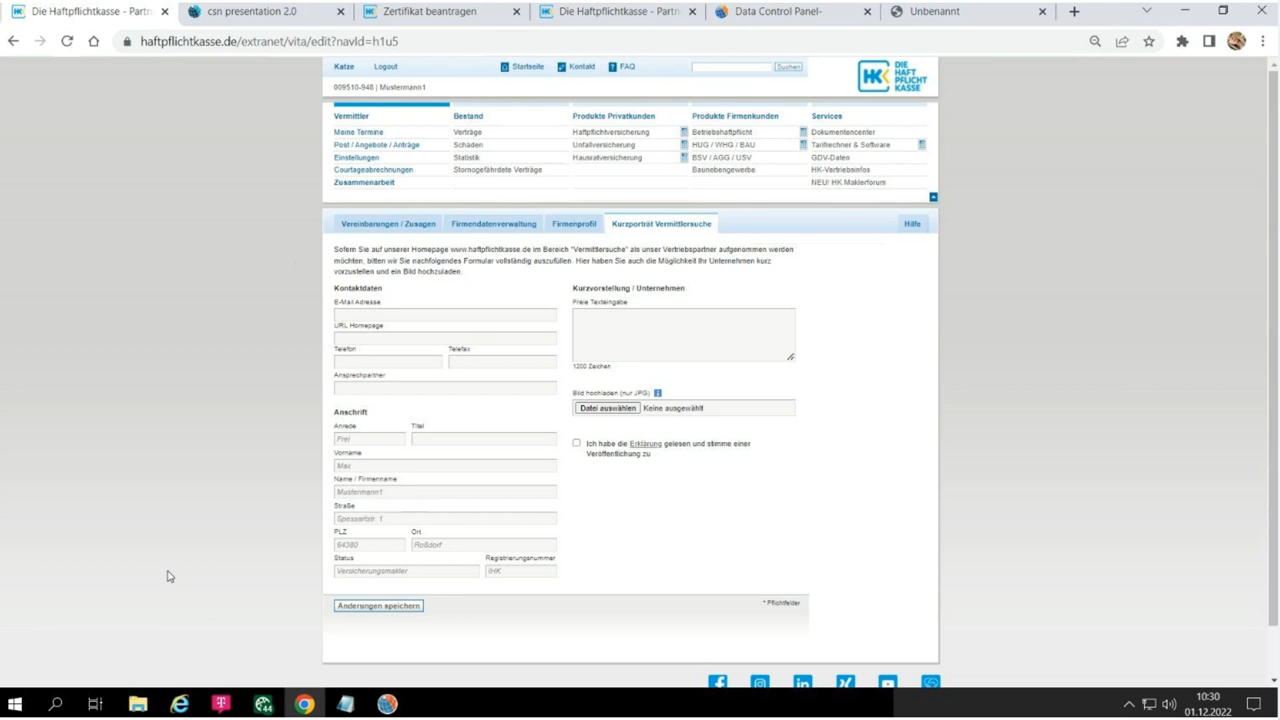 Die Haftpflichtkasse - Partn
csn presentation 2.0
Zertifikat beantragen
Die Haftpflichtkasse - Partn
Data Control Panel-
Unbenannt
haftpflichtkasse.de/extranet/vita/edit?navId=h1u5
Katze Logout Startseite Kontakt FAQ Suchen
009510-948 | Mustermann1
HK DIE HAFT PFLICHT KASSE
Vermittler Bestand Produkte Privatkunden Produkte Firmenkunden Services
Meine Termine Verträge Haftpflichtversicherung Betriebshaftpflicht Dokumentencenter
Post / Angebote / Anträge Schäden Unfallversicherung HUG / WHG / BAU Tarifrechner & Software
Einstellungen Statistik Hausratversicherung BSV / AGG / USV GDV-Daten
Courtageabrechnungen Stornogefährdete Verträge Baunebengewerbe HK-Vertriebsinfos
Zusammenarbeit NEU! HK Maklerforum
Vereinbarungen / Zusagen Firmendatenverwaltung Firmenprofil Kurzporträt Vermittlersuche Hilfe
Sofern Sie auf unserer Homepage www.haftpflichtkasse.de im Bereich "Vermittlersuche" als unser Vertriebspartner aufgenommen werden
möchten, bitten wir Sie nachfolgendes Formular vollständig auszufüllen. Hier haben Sie auch die Möglichkeit Ihr Unternehmen kurz
vorzustellen und ein Bild hochzuladen.
Kontaktdaten
E-Mail Adresse
URL Homepage
Telefon Telefax
Ansprechpartner
Anschrift
Anrede Titel
Frei
Vorname
Max
Name / Firmenname
Mustermann1
Straße
Spessartstr. 1
PLZ Ort
64380 Roßdorf
Status Registrierungsnummer
Versicherungsmakler IHK
Kurzvorstellung / Unternehmen
Freie Texteingabe
1200 Zeichen
Bild hochladen (nur JPG)
Datei auswählen Keine ausgewählt
Ich habe die Erklärung gelesen und stimme einer
Veröffentlichung zu
Änderungen speichern
* Pflichtfelder
10:30
01.12.2022